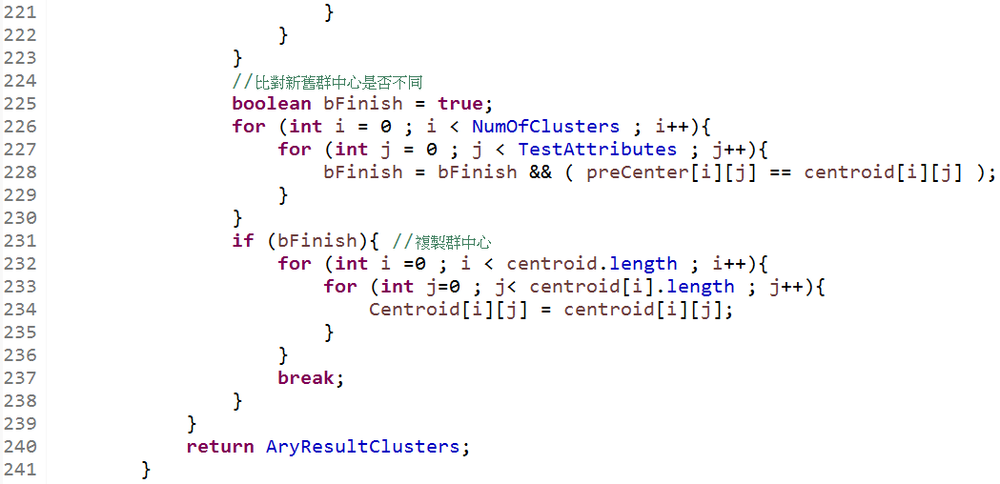 221 }
222 }
223 }
224 //比對新舊群中心是否不同
225 boolean bFinish = true;
226 for (int i = 0 ; i < NumOfClusters ; i++){
227 for (int j = 0 ; j < TestAttributes ; j++){
228 bFinish = bFinish && ( preCenter[i][j] == centroid[i][j] );
229 }
230 }
231 if (bFinish){ //複製群中心
232 for (int i =0 ; i < centroid.length ; i++){
233 for (int j=0 ; j< centroid[i].length ; j++){
234 Centroid[i][j] = centroid[i][j];
235 }
236 }
237 break;
238 }
239 }
240 return AryResultClusters;
241 }